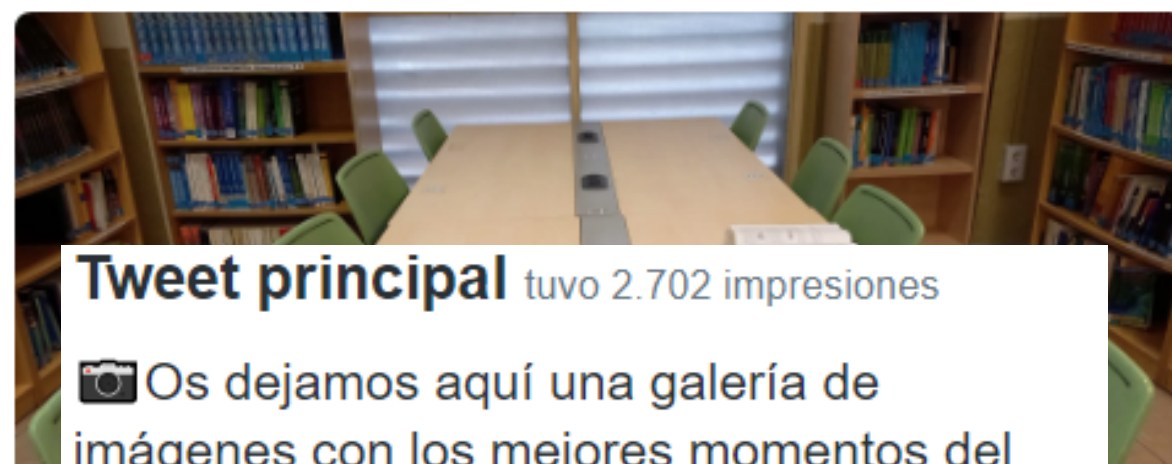 Tweet principal tuvo 2.702 impresiones
📷Os dejamos aquí una galería de
imágenes con los mejores momentos del